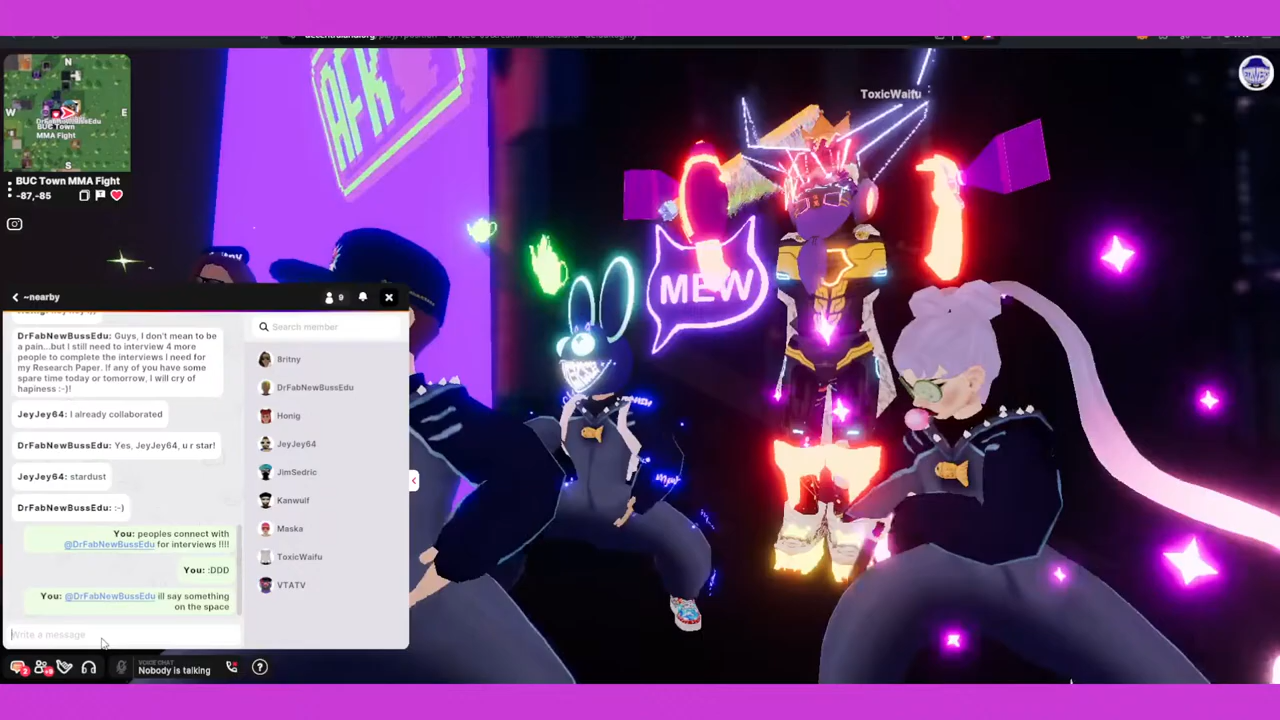 ToxicWaifu
AFK
MEW
N
W
E
S
DrFabNewBussEdu
BUC Town
MMA Fight
BUC Town MMA Fight
-87,-85
~nearby
9
DrFabNewBussEdu: Guys, I don't mean to be
a pain...but I still need to interview 4 more
people to complete the interviews I need for
my Research Paper. If any of you have some
spare time today or tomorrow, I will cry of
hapiness :-)!
JeyJey64: I already collaborated
DrFabNewBussEdu: Yes, JeyJey64, u r star!
JeyJey64: stardust
DrFabNewBussEdu: :-)
You: peoples connect with
@DrFabNewBussEdu for interviews !!!!
You: :DDD
You: @DrFabNewBussEdu ill say something
on the space
Write a message
Search member
Britny
DrFabNewBussEdu
Honig
JeyJey64
JimSedric
Kanwulf
Maska
ToxicWaifu
VTATV
VOICE CHAT
Nobody is talking
?